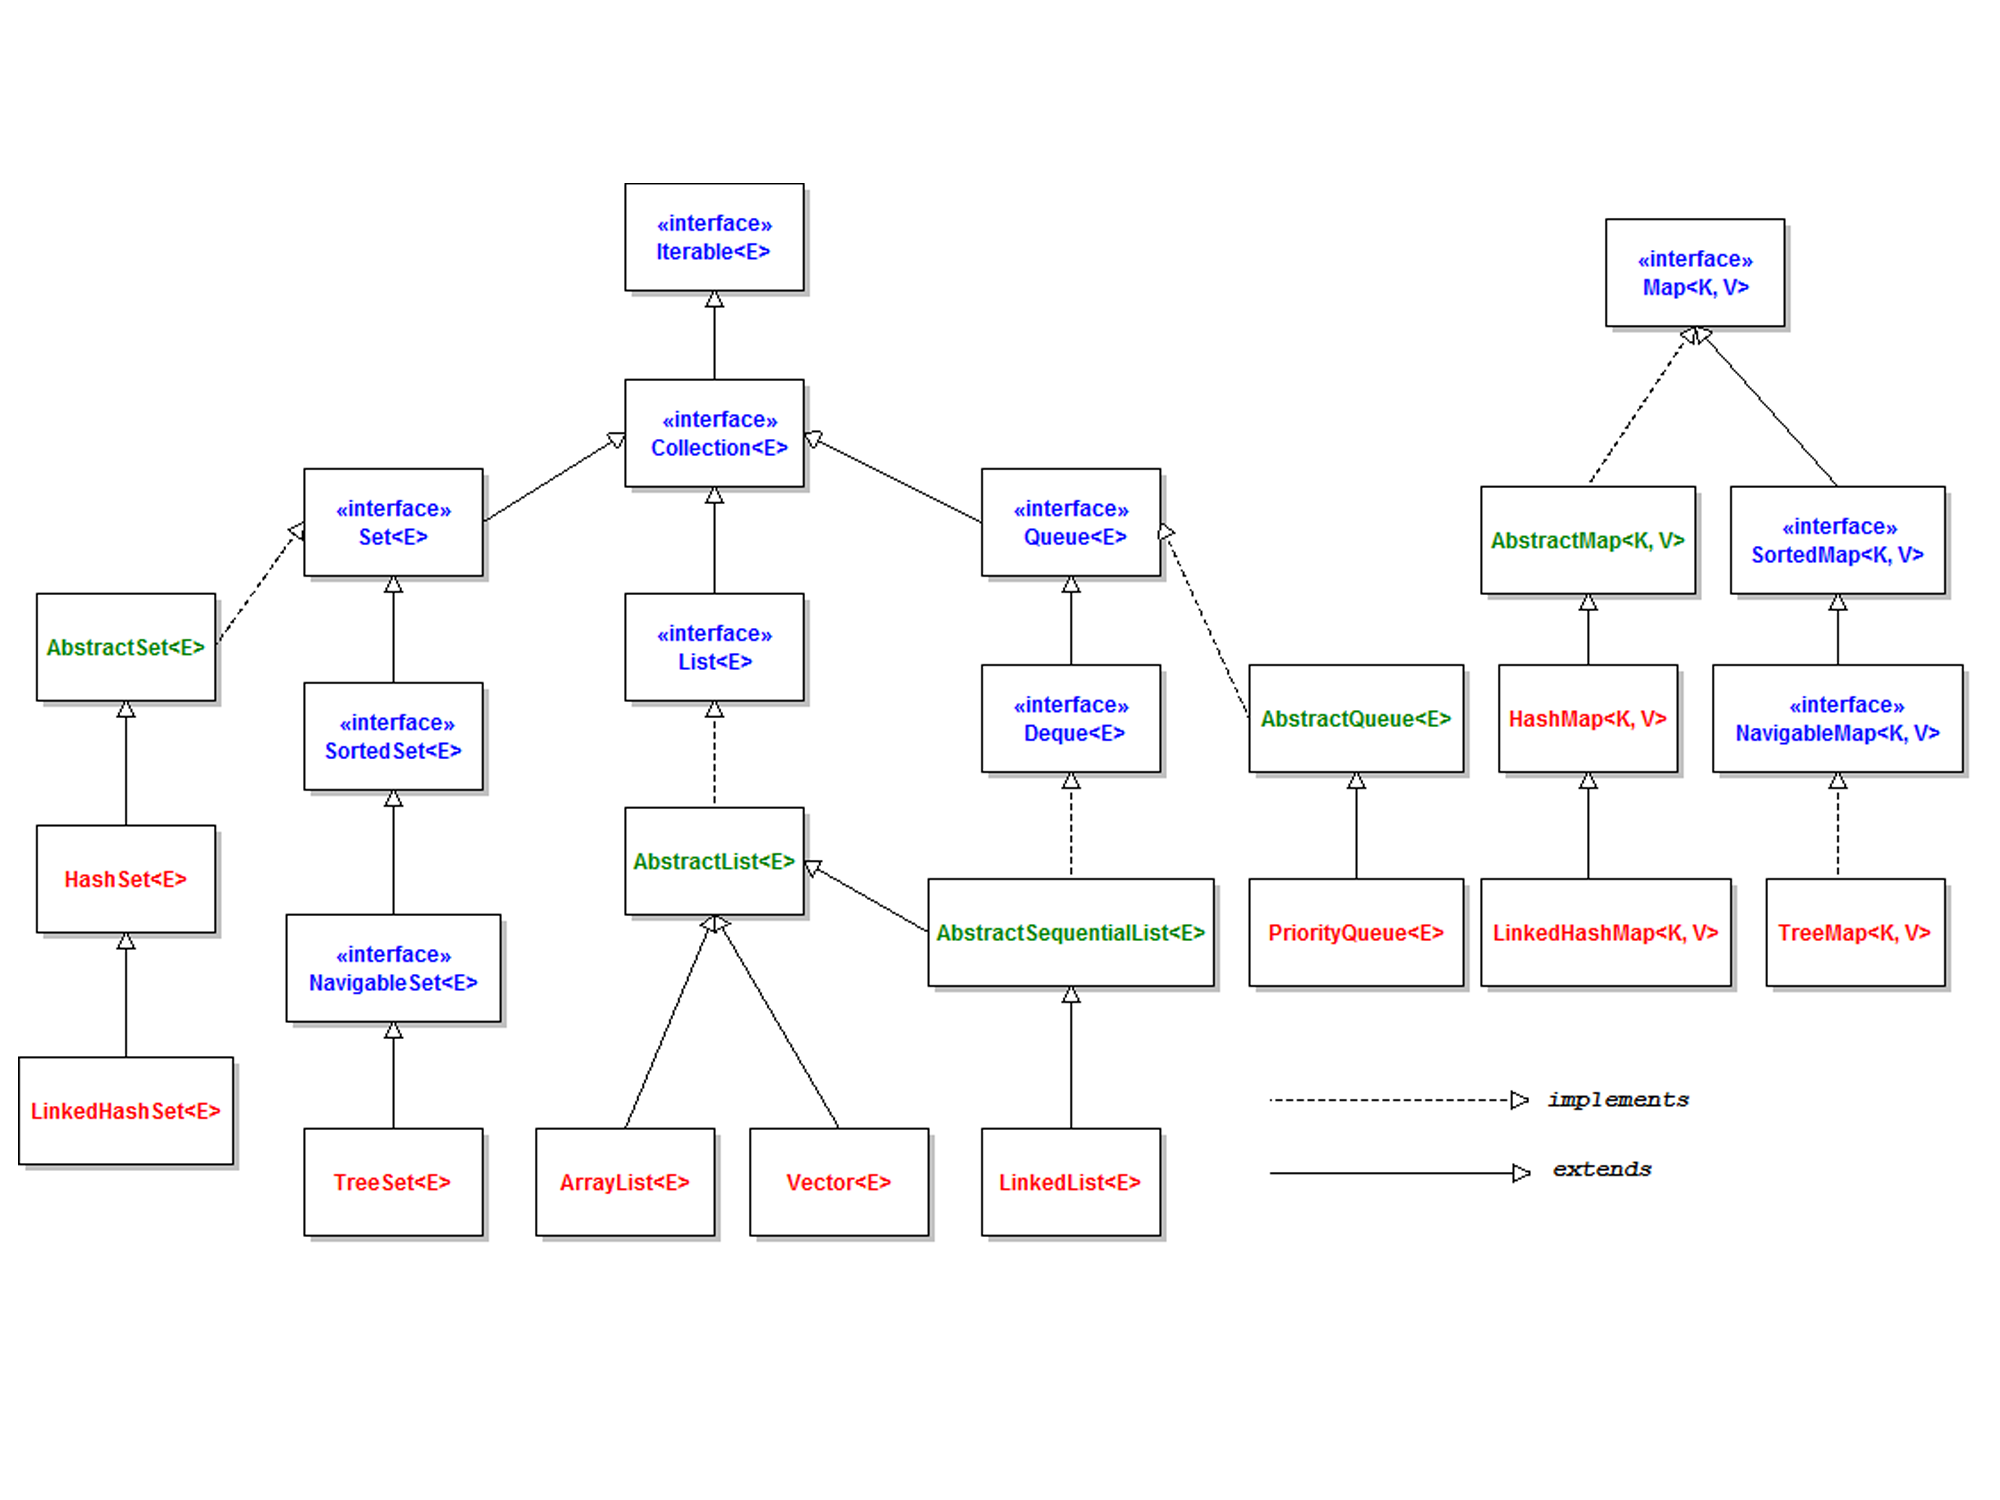 «interface»
Iterable<E>
«interface»
Map<K, V>
«interface»
Collection<E>
«interface»
Set<E>
«interface»
Queue<E>
AbstractMap<K, V>
«interface»
SortedMap<K, V>
AbstractSet<E>
«interface»
List<E>
«interface»
SortedSet<E>
«interface»
Deque<E>
AbstractQueue<E>
HashMap<K, V>
«interface»
NavigableMap<K, V>
HashSet<E>
AbstractList<E>
«interface»
NavigableSet<E>
AbstractSequentialList<E>
PriorityQueue<E>
LinkedHashMap<K, V>
TreeMap<K, V>
LinkedHashSet<E>
TreeSet<E>
ArrayList<E>
Vector<E>
LinkedList<E>
implements
extends